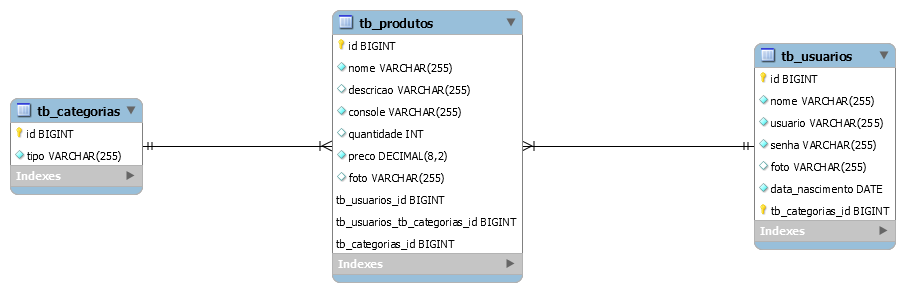 tb_categorias
id BIGINT
tipo VARCHAR(255)
Indexes
tb_produtos
id BIGINT
nome VARCHAR(255)
descricao VARCHAR(255)
console VARCHAR(255)
quantidade INT
preco DECIMAL(8,2)
foto VARCHAR(255)
tb_usuarios_id BIGINT
tb_usuarios_tb_categorias_id BIGINT
tb_categorias_id BIGINT
Indexes
tb_usuarios
id BIGINT
nome VARCHAR(255)
usuario VARCHAR(255)
senha VARCHAR(255)
foto VARCHAR(255)
data_nascimento DATE
tb_categorias_id BIGINT
Indexes